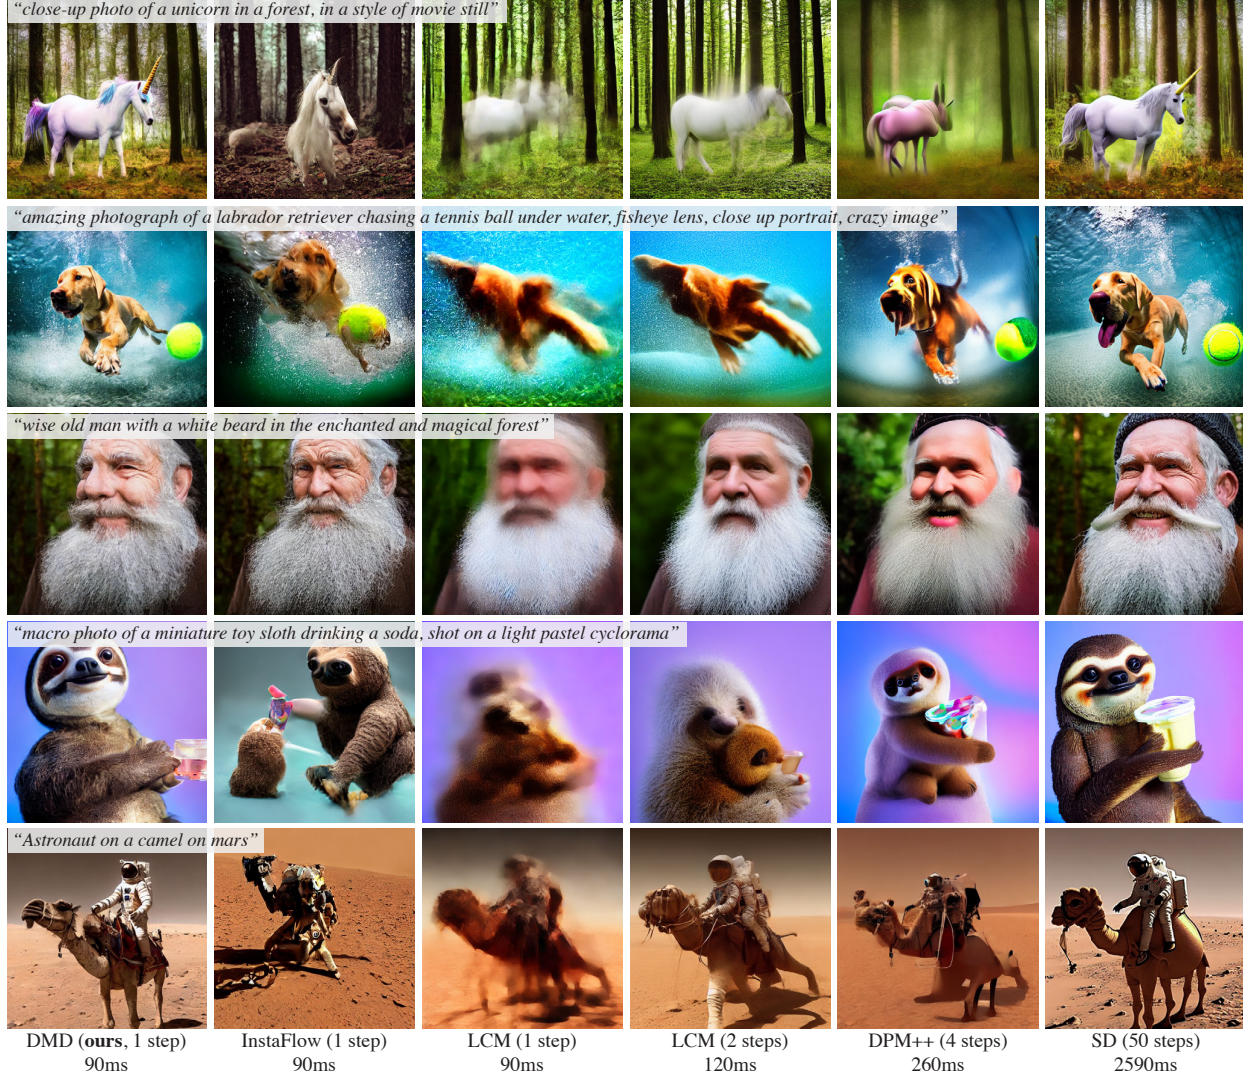 “close-up photo of a unicorn in a forest, in a style of movie still”
“amazing photograph of a labrador retriever chasing a tennis ball under water, fisheye lens, close up portrait, crazy image”
“wise old man with a white beard in the enchanted and magical forest”
“macro photo of a miniature toy sloth drinking a soda, shot on a light pastel cyclorama”
“Astronaut on a camel on mars”
DMD (ours, 1 step) InstaFlow (1 step) LCM (1 step) LCM (2 steps) DPM++ (4 steps) SD (50 steps)
90ms 90ms 90ms 120ms 260ms 2590ms